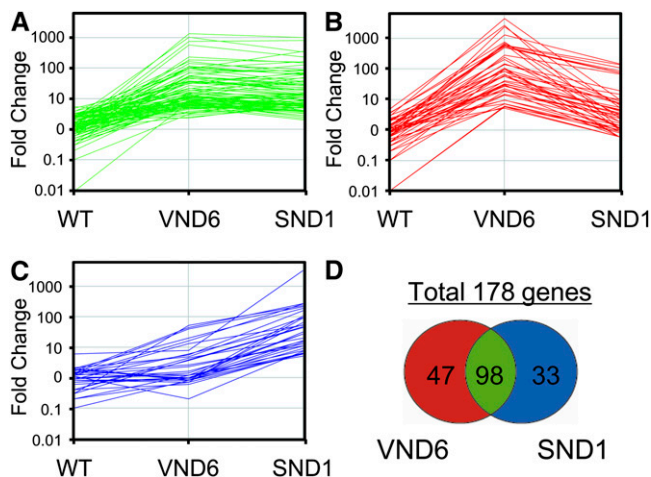 A
Fold Change
1000
100
10
0
0.1
0.01
WT VND6 SND1
B
Fold Change
1000
100
10
0
0.1
0.01
WT VND6 SND1
C
Fold Change
1000
100
10
0
0.1
0.01
WT VND6 SND1
D
Total 178 genes
47 98 33
VND6 SND1